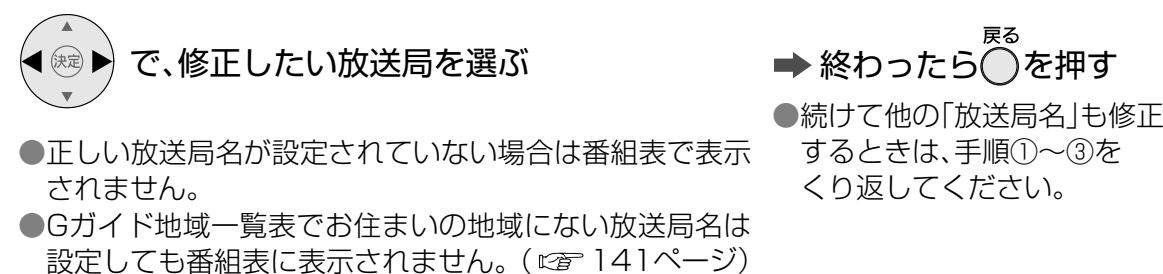 決定 で、修正したい放送局を選ぶ
●正しい放送局名が設定されていない場合は番組表で表示
されません。
●Gガイド地域一覧表でお住まいの地域にない放送局名は
設定しても番組表に表示されません。(☞141ページ)
戻る
➡終わったら○を押す
●続けて他の「放送局名」も修正
するときは、手順①～③を
くり返してください。